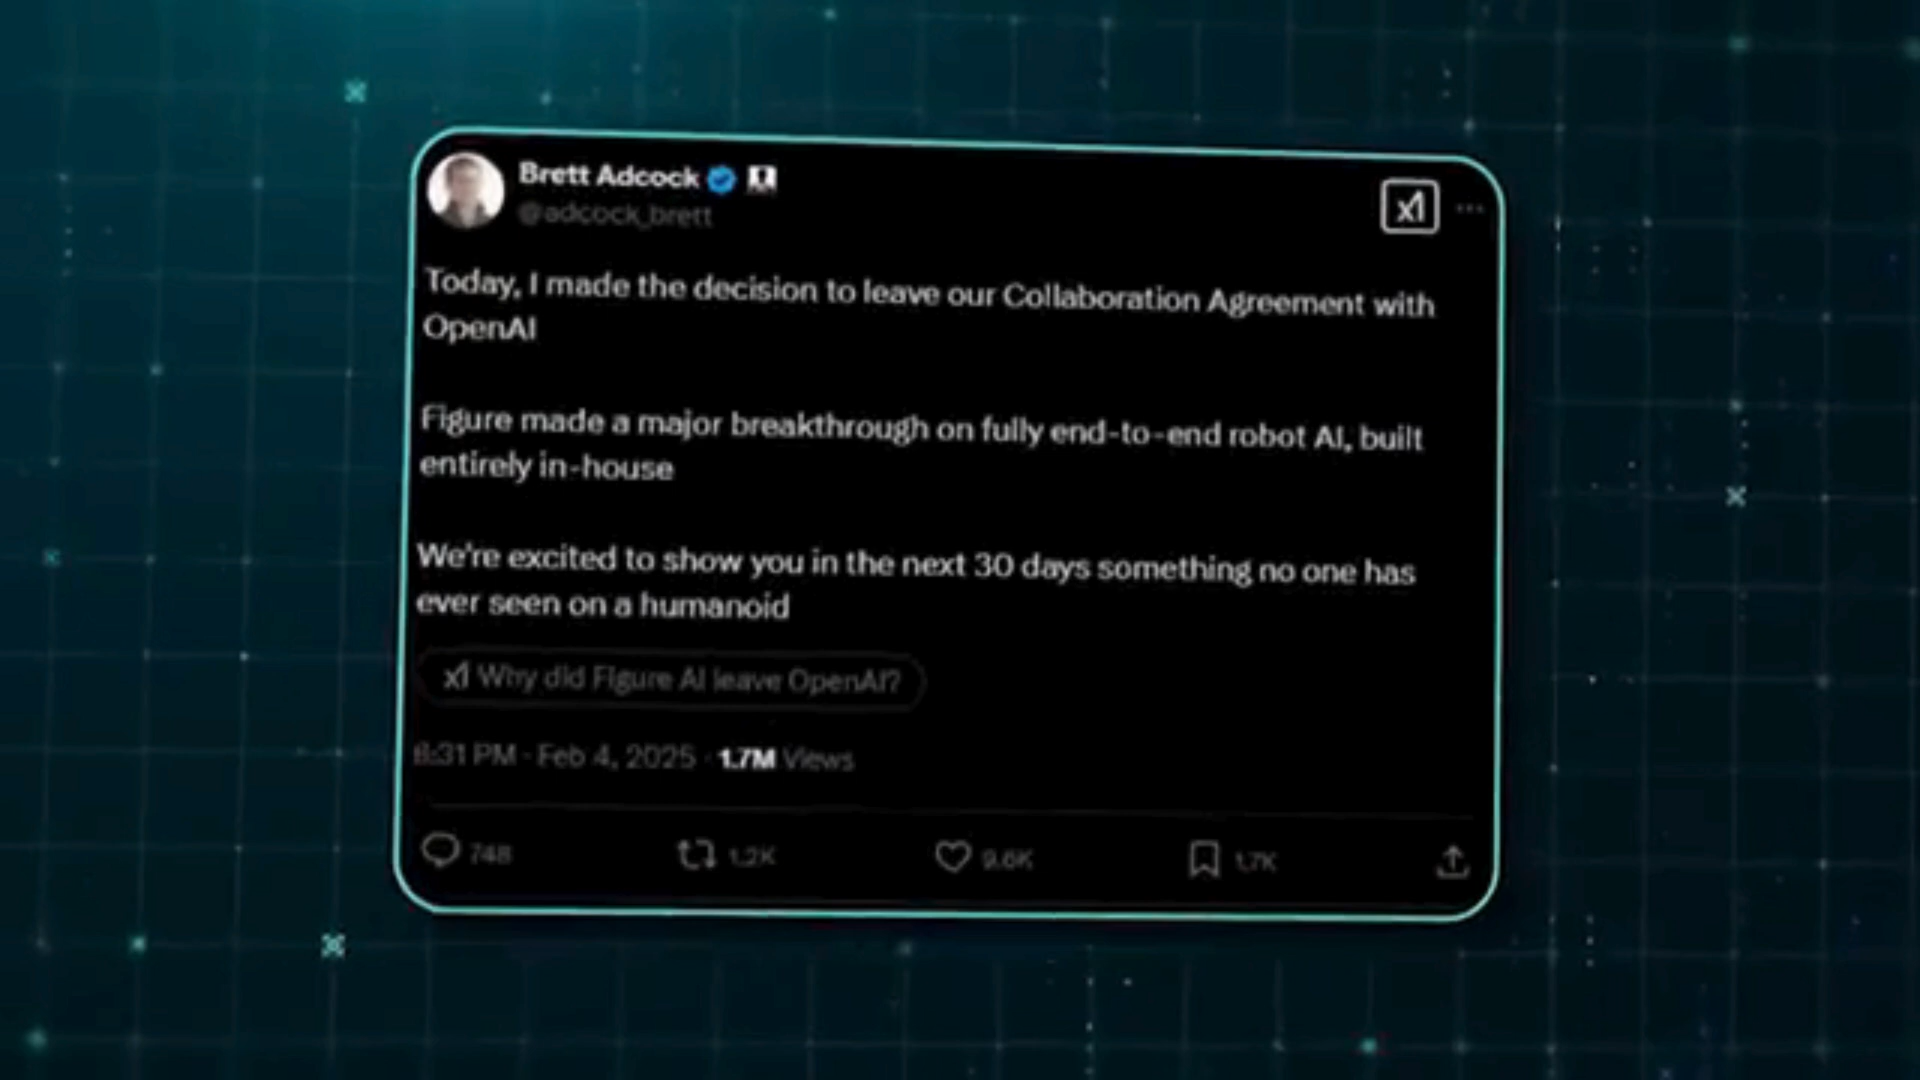 Brett Adcock
@adcock_brett
Today, I made the decision to leave our Collaboration Agreement with
OpenAI
Figure made a major breakthrough on fully end-to-end robot AI, built
entirely in-house
We're excited to show you in the next 30 days something no one has
ever seen on a humanoid
Why did Figure AI leave OpenAI?
6:31 PM · Feb 4, 2025 · 1.7M Views
748 1.2K 9.6K 1.7K